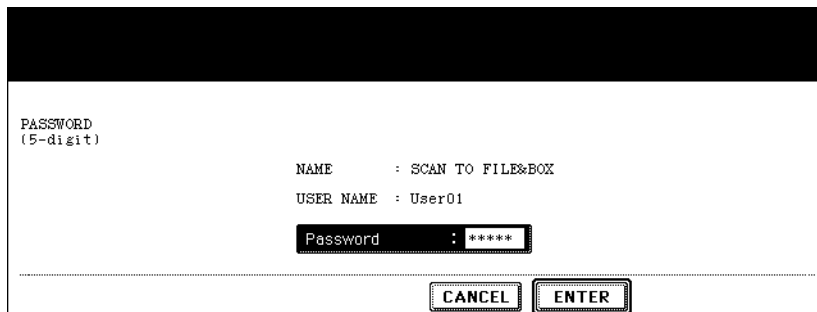 PASSWORD
(5-digit)
NAME : SCAN TO FILE&BOX
USER NAME : User01
Password : *****
CANCEL ENTER